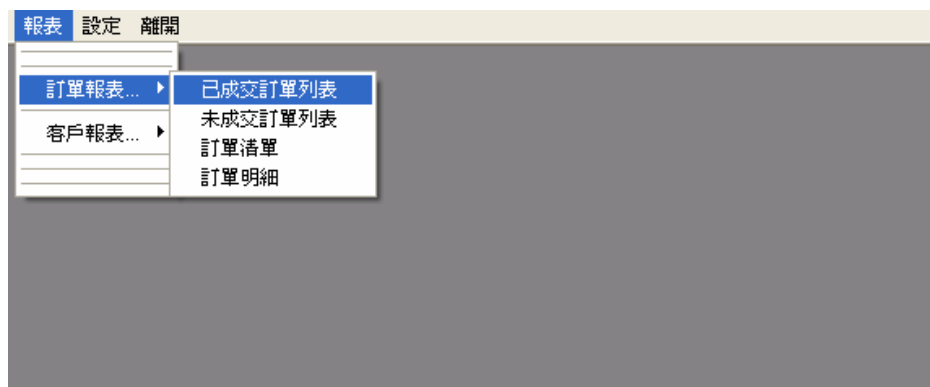 報表 設定 離開
訂單報表...
客戶報表...
已成交訂單列表
未成交訂單列表
訂單清單
訂單明細